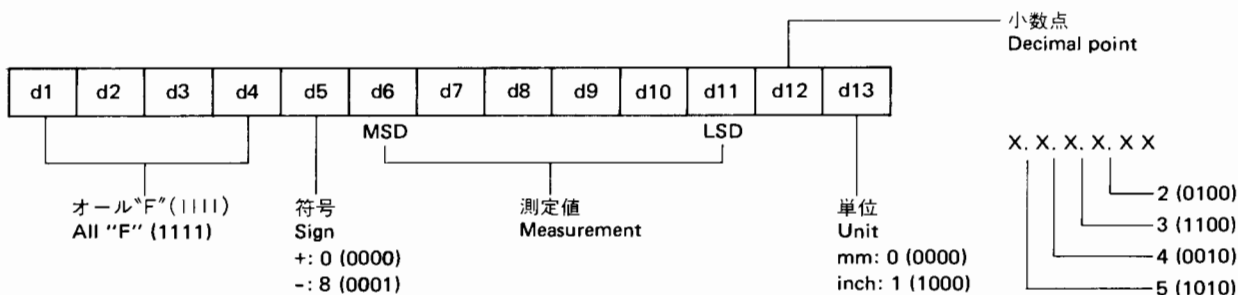 小数点
Decimal point
d1 d2 d3 d4 d5 d6 d7 d8 d9 d10 d11 d12 d13
MSD LSD
X. X. X. X. X X
オール“F”(1111)
All "F" (1111)
符号
Sign
+: 0 (0000)
-: 8 (0001)
測定値
Measurement
単位
Unit
mm: 0 (0000)
inch: 1 (1000)
2 (0100)
3 (1100)
4 (0010)
5 (1010)